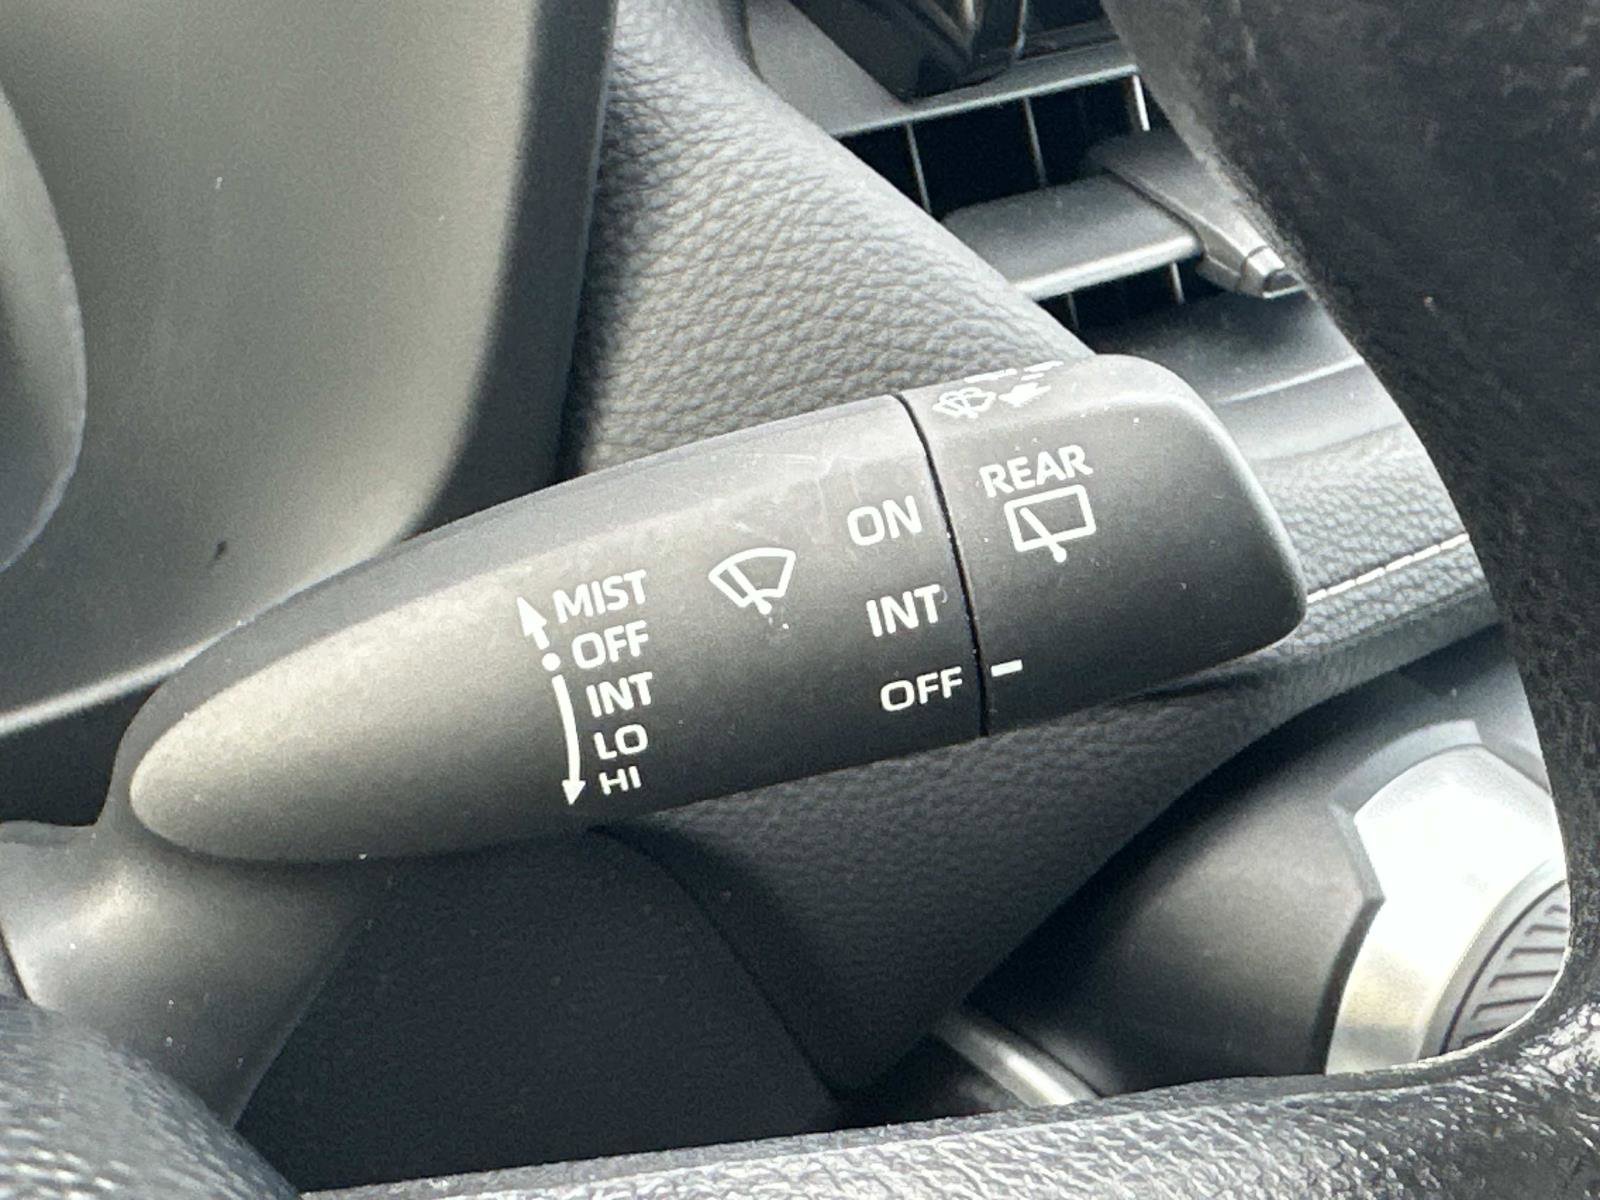 MIST
OFF
INT
LO
HI
ON
INT
OFF
REAR